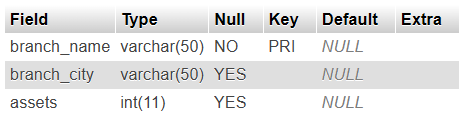 Field Type Null Key Default Extra
branch_name varchar(50) NO PRI NULL
branch_city varchar(50) YES NULL
assets int(11) YES NULL